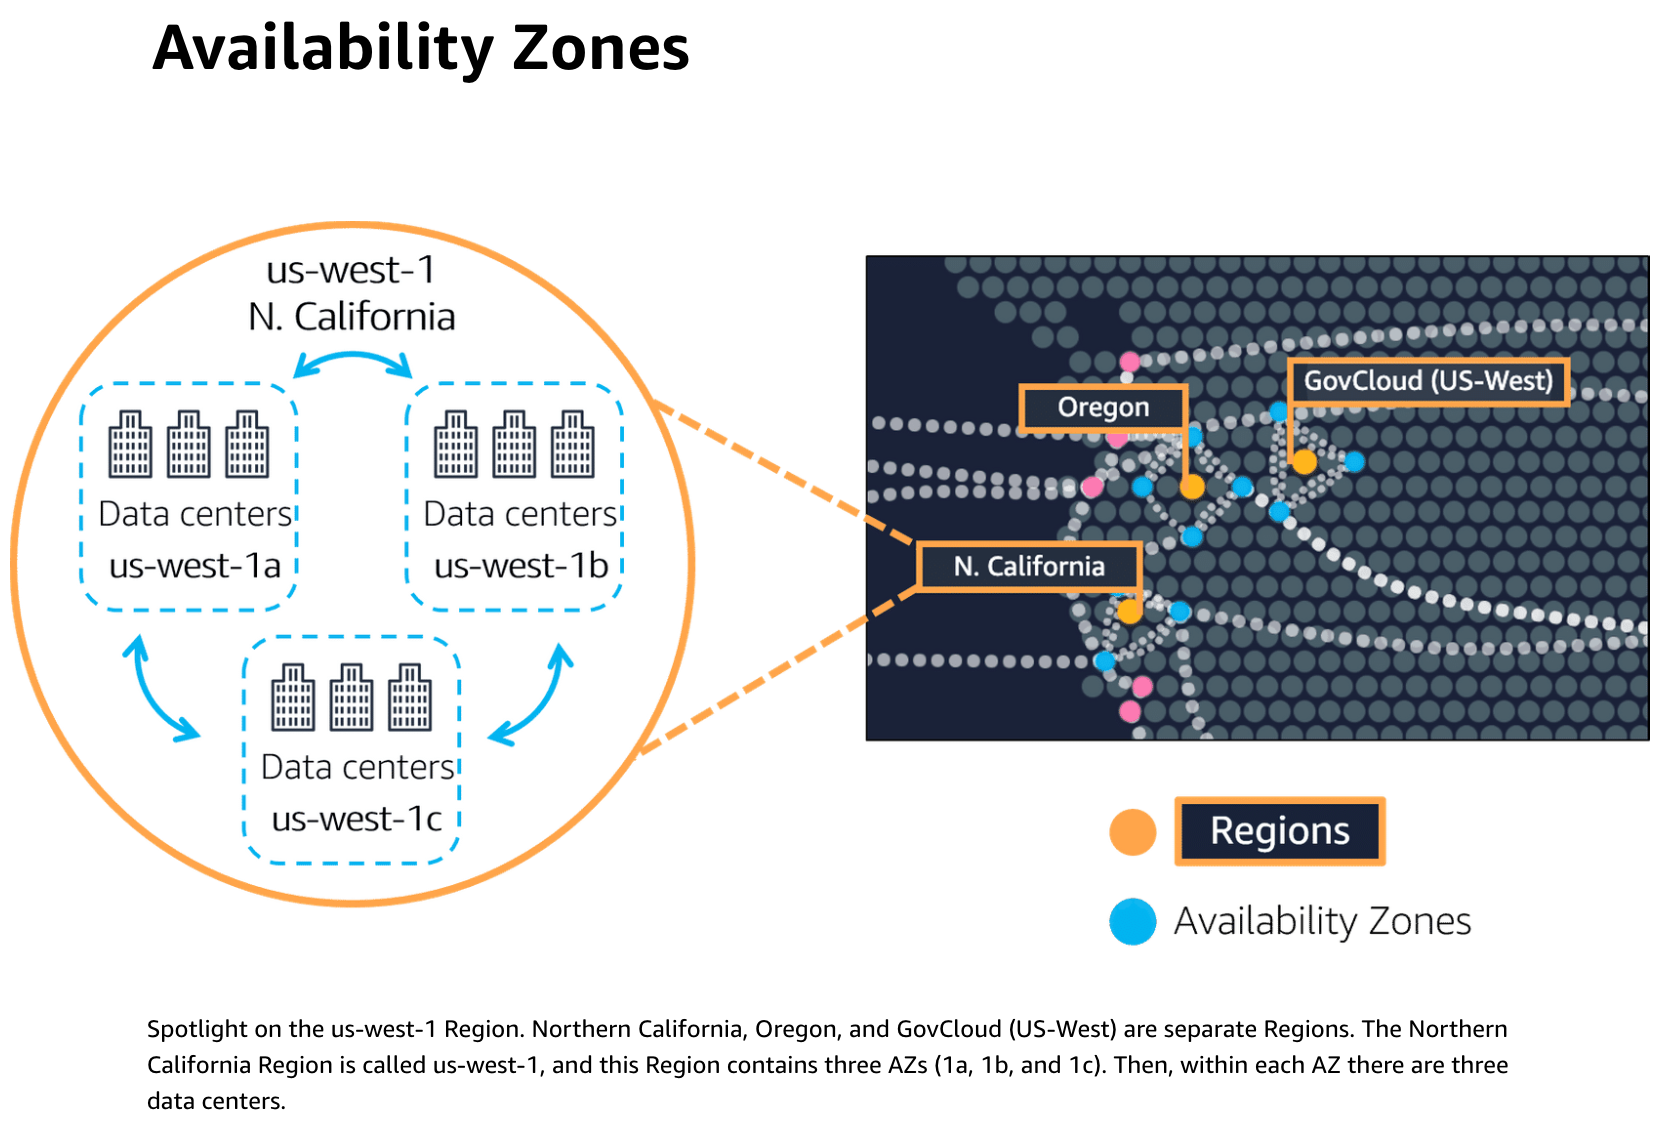 Availability Zones
us-west-1
N. California
Data centers
us-west-1a
Data centers
us-west-1b
Data centers
us-west-1c
Oregon
GovCloud (US-West)
N. California
Regions
Availability Zones
Spotlight on the us-west-1 Region. Northern California, Oregon, and GovCloud (US-West) are separate Regions. The Northern
California Region is called us-west-1, and this Region contains three AZs (1a, 1b, and 1c). Then, within each AZ there are three
data centers.